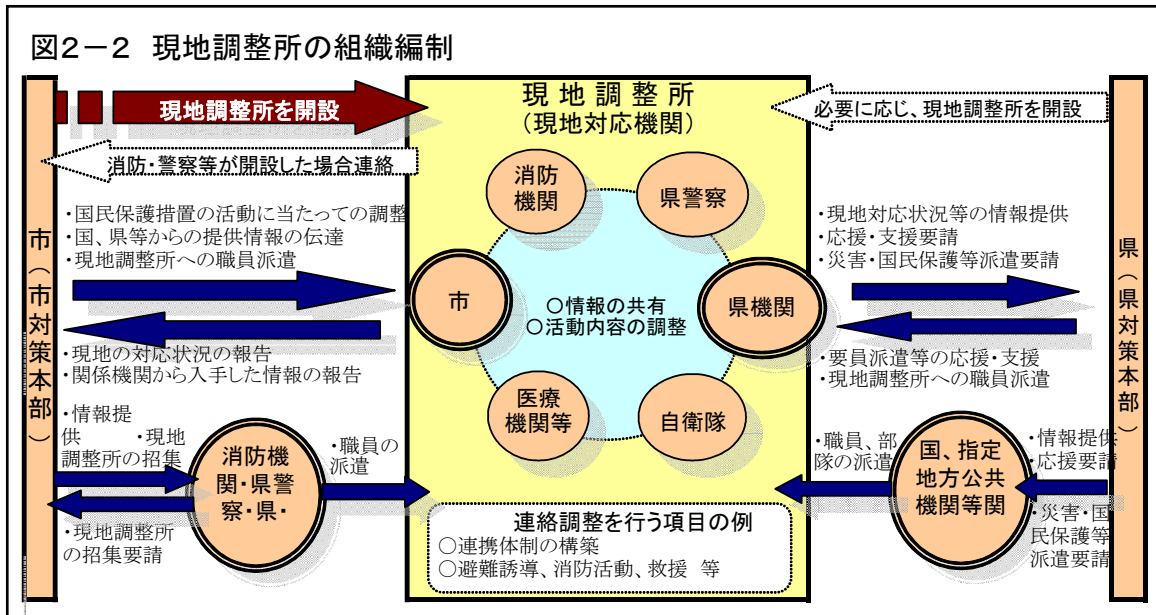 図2－2 現地調整所の組織編制
現地調整所を開設
消防・警察等が開設した場合連絡
市（市対策本部）
・国民保護措置の活動に当たっての調整
・国、県等からの提供情報の伝達
・現地調整所への職員派遣
・現地の対応状況の報告
・関係機関から入手した情報の報告
・情報提
供 ・現地
調整所の招集
・現地調整所
の招集要請
消防機
関・県警
察・県・
・職員の
派遣
現地調整所
（現地対応機関）
消防
機関
県警察
市
県機関
○情報の共有
○活動内容の調整
医療
機関等
自衛隊
連絡調整を行う項目の例
○連携体制の構築
○避難誘導、消防活動、救援 等
必要に応じ、現地調整所を開設
・現地対応状況等の情報提供
・応援・支援要請
・災害・国民保護等派遣要請
・要員派遣等の応援・支援
・現地調整所への職員派遣
・職員、部
隊の派遣
国、指定
地方公共
機関等関
・情報提供
・応援要請
・災害・国
民保護等
派遣要請
県（県対策本部）